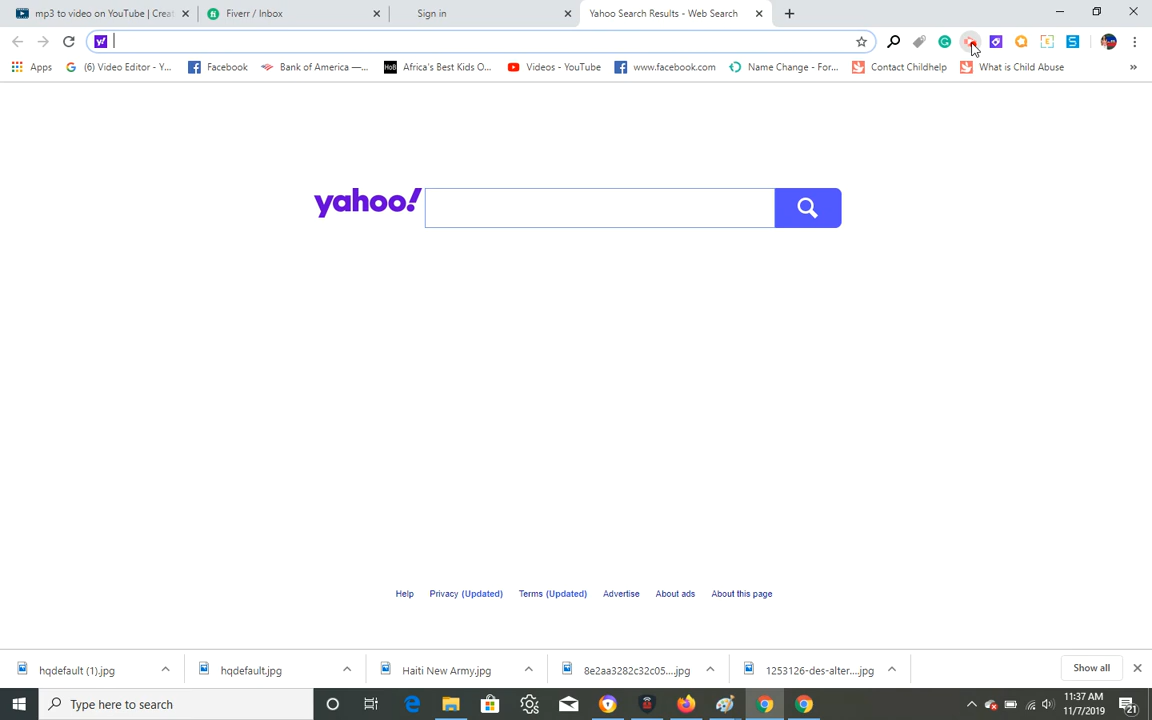 mp3 to video on YouTube | Creat
Fiverr / Inbox
Sign in
Yahoo Search Results - Web Search
Apps
(6) Video Editor - Y...
Facebook
Bank of America —...
Africa's Best Kids O...
Videos - YouTube
www.facebook.com
Name Change - For...
Contact Childhelp
What is Child Abuse
yahoo!
Help
Privacy (Updated)
Terms (Updated)
Advertise
About ads
About this page
hqdefault (1).jpg
hqdefault.jpg
Haiti New Army.jpg
8e2aa3282c32c05....jpg
1253126-des-alter....jpg
Show all
Type here to search
11:37 AM
11/7/2019
21